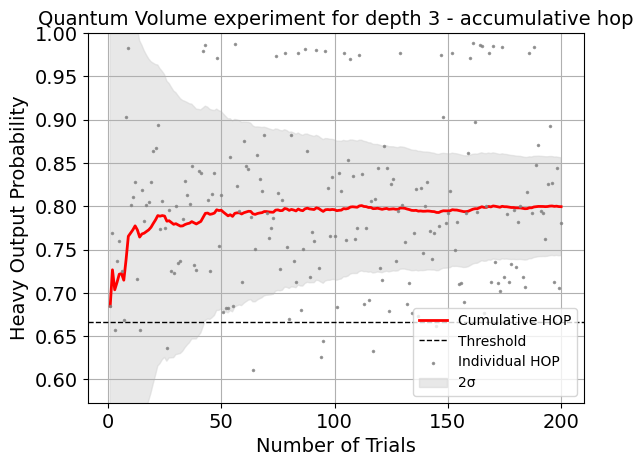 Quantum Volume experiment for depth 3 - accumulative hop
1.00
0.95
0.90
0.85
0.80
0.75
0.70
0.65
0.60
Heavy Output Probability
Cumulative HOP
Threshold
Individual HOP
2σ
0 50 100 150 200
Number of Trials